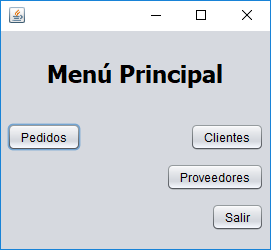 Menú Principal
Pedidos
Clientes
Proveedores
Salir